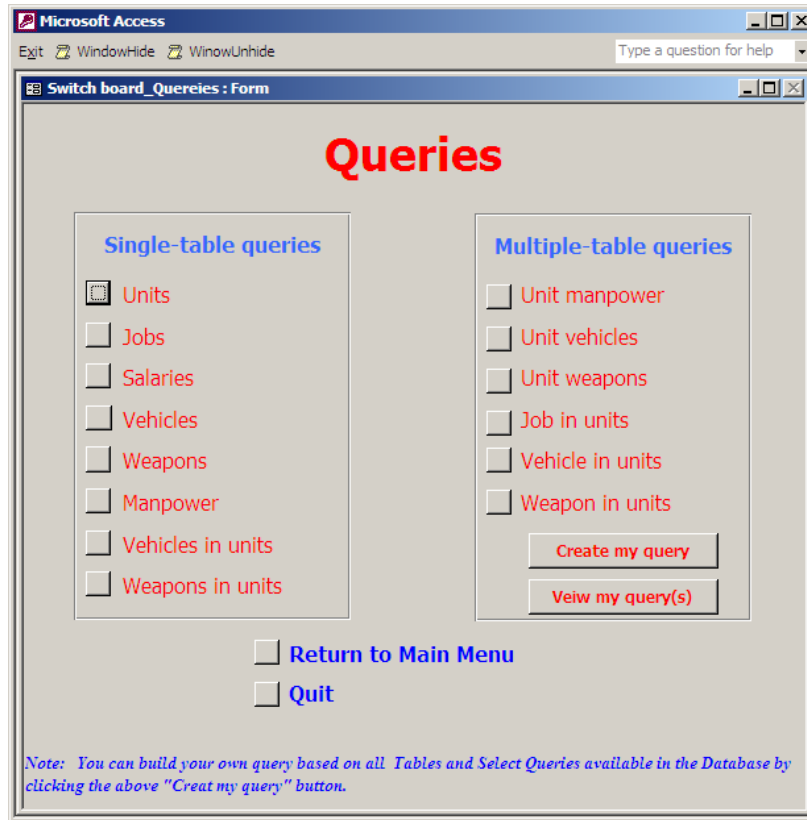 Microsoft Access
Exit WindowHide WinowUnhide Type a question for help
Switch board_Quereies : Form
Queries
Single-table queries
Units
Jobs
Salaries
Vehicles
Weapons
Manpower
Vehicles in units
Weapons in units
Multiple-table queries
Unit manpower
Unit vehicles
Unit weapons
Job in units
Vehicle in units
Weapon in units
Create my query
Veiw my query(s)
Return to Main Menu
Quit
Note: You can build your own query based on all Tables and Select Queries available in the Database by
clicking the above "Creat my query" button.